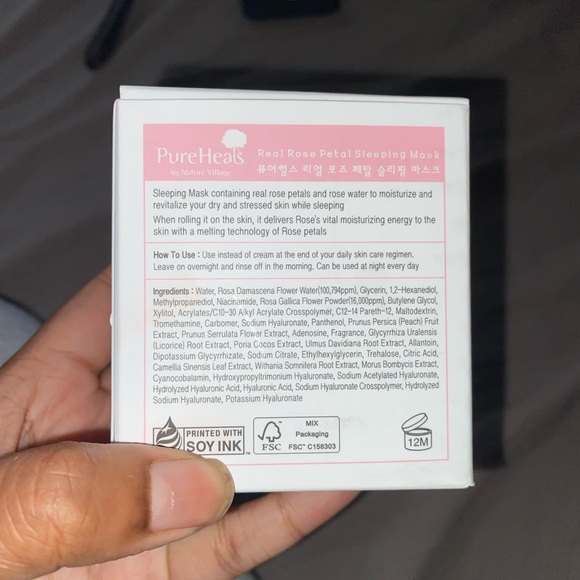 PureHeals
by Nature Village
Real Rose Petal Sleeping Mask
퓨어힐스 리얼 로즈 페탈 슬리핑 마스크
Sleeping Mask containing real rose petals and rose water to moisturize and
revitalize your dry and stressed skin while sleeping
When rolling it on the skin, it delivers Rose's vital moisturizing energy to the
skin with a melting technology of Rose petals
How To Use : Use instead of cream at the end of your daily skin care regimen.
Leave on overnight and rinse off in the morning. Can be used at night every day
Ingredients : Water, Rosa Damascena Flower Water(100,794ppm), Glycerin, 1,2-Hexanediol,
Methylpropanediol, Niacinamide, Rosa Gallica Flower Powder(16,000ppm), Butylene Glycol,
Xylitol, Acrylates/C10-30 Alkyl Acrylate Crosspolymer, C12-14 Pareth-12, Maltodextrin,
Tromethamine, Carbomer, Sodium Hyaluronate, Panthenol, Prunus Persica (Peach) Fruit
Extract, Prunus Serrulata Flower Extract, Adenosine, Fragrance, Glycyrrhiza Uralensis
(Licorice) Root Extract, Poria Cocos Extract, Ulmus Davidiana Root Extract, Allantoin,
Dipotassium Glycyrrhizate, Sodium Citrate, Ethylhexylglycerin, Trehalose, Citric Acid,
Camellia Sinensis Leaf Extract, Withania Somnifera Root Extract, Morus Bombycis Extract,
Cyanocobalamin, Hydroxypropyltrimonium Hyaluronate, Sodium Acetylated Hyaluronate,
Hydrolyzed Hyaluronic Acid, Hyaluronic Acid, Sodium Hyaluronate Crosspolymer, Hydrolyzed
Sodium Hyaluronate, Potassium Hyaluronate
PRINTED WITH
SOY INK™
FSC
MIX
Packaging
FSC™ C158303
12M